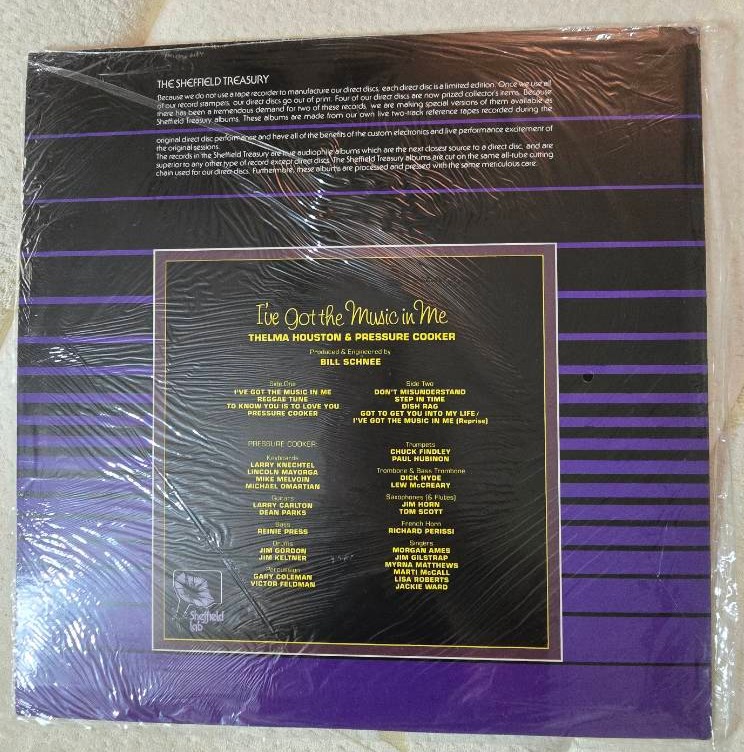 THE SHEFFIELD TREASURY
Because we do not use a tape recorder to manufacture our direct discs, each direct disc is a limited edition. Once we use all
of our record stampers, our direct discs go out of print. Four of our direct discs are now prized collector's items. Because
there has been a tremendous demand for two of these records, we are making special versions of them available as
Sheffield Treasury albums. These albums are made from our own live two-track reference tapes recorded during the
original direct disc performance and have all of the benefits of the custom electronics and live performance excitement of
the original sessions.
The records in the Sheffield Treasury are true audiophile albums which are the next closest source to a direct disc, and are
superior to any other type of record except direct discs. The Sheffield Treasury albums are cut on the same all-tube cutting
chain used for our direct discs. Furthermore, these albums are processed and pressed with the same meticulous care.
I've Got the Music in Me
THELMA HOUSTON & PRESSURE COOKER
Produced & Engineered by
BILL SCHNEE
Side One
I'VE GOT THE MUSIC IN ME
REGGAE TUNE
TO KNOW YOU IS TO LOVE YOU
PRESSURE COOKER
Side Two
DON'T MISUNDERSTAND
STEP IN TIME
DISH RAG
GOT TO GET YOU INTO MY LIFE/
I'VE GOT THE MUSIC IN ME (Reprise)
PRESSURE COOKER:
Keyboards
LARRY KNECHTEL
LINCOLN MAYORGA
MIKE MELVOIN
MICHAEL OMARTIAN
Guitars
LARRY CARLTON
DEAN PARKS
Bass
REINIE PRESS
Drums
JIM GORDON
JIM KELTNER
Percussion
GARY COLEMAN
VICTOR FELDMAN
Trumpets
CHUCK FINDLEY
PAUL HUBINON
Trombone & Bass Trombone
DICK HYDE
LEW McCREARY
Saxophones (& Flutes)
JIM HORN
TOM SCOTT
French Horn
RICHARD PERISSI
Singers
MORGAN AMES
JIM GILSTRAP
MYRNA MATTHEWS
MARTI McCALL
LISA ROBERTS
JACKIE WARD
Sheffield
lab